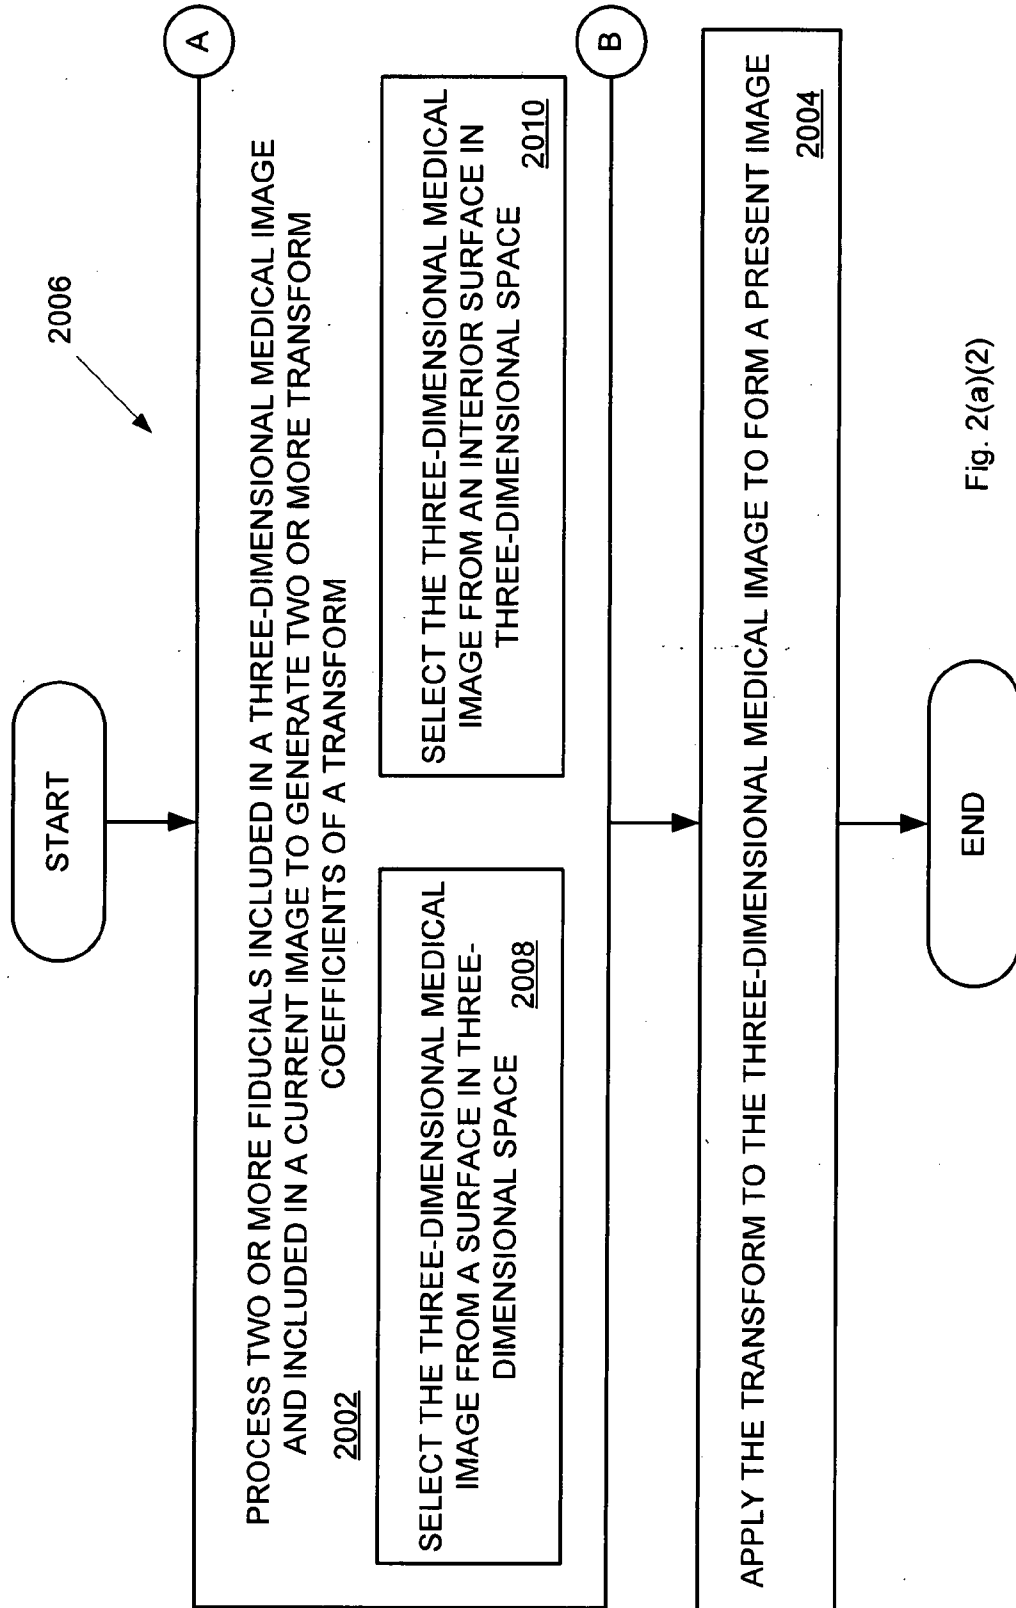 START
2006
A
PROCESS TWO OR MORE FIDUCIALS INCLUDED IN A THREE-DIMENSIONAL MEDICAL IMAGE
AND INCLUDED IN A CURRENT IMAGE TO GENERATE TWO OR MORE TRANSFORM
COEFFICIENTS OF A TRANSFORM
2002
SELECT THE THREE-DIMENSIONAL MEDICAL
IMAGE FROM A SURFACE IN THREE-
DIMENSIONAL SPACE
2008
SELECT THE THREE-DIMENSIONAL MEDICAL
IMAGE FROM AN INTERIOR SURFACE IN
THREE-DIMENSIONAL SPACE
2010
B
APPLY THE TRANSFORM TO THE THREE-DIMENSIONAL MEDICAL IMAGE TO FORM A PRESENT IMAGE
2004
END
Fig. 2(a)(2)